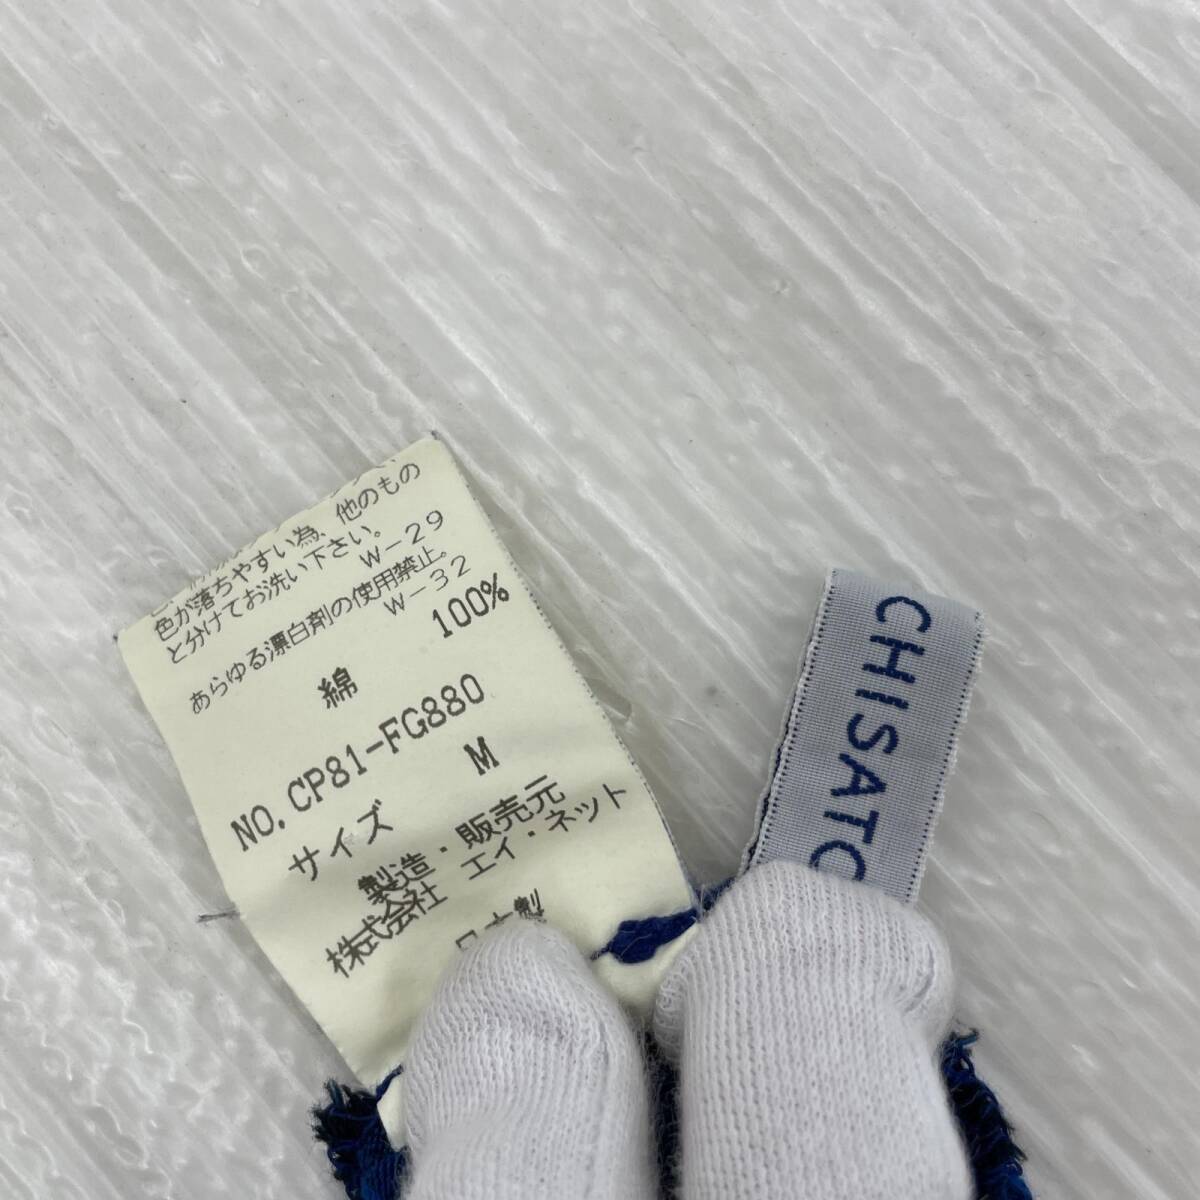 色が落ちやすい為、他のもの
と分けてお洗い下さい。
W-29
あらゆる漂白剤の使用禁止。
W-32
綿 100%
NO.CP81-FG880
サイズ M
製造・販売元
株式会社 エイ・ネット
本製
CHISATO